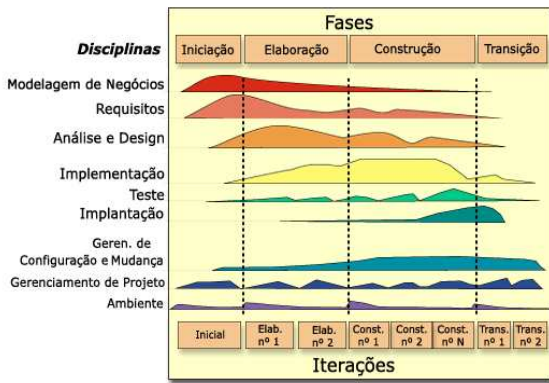 Fases
Disciplinas
Iniciação Elaboração Construção Transição
Modelagem de Negócios
Requisitos
Análise e Design
Implementação
Teste
Implantação
Geren. de
Configuração e Mudança
Gerenciamento de Projeto
Ambiente
Inicial Elab. nº 1 Elab. nº 2 Const. nº 1 Const. nº 2 Const. nº N Trans. nº 1 Trans. nº 2
Iterações